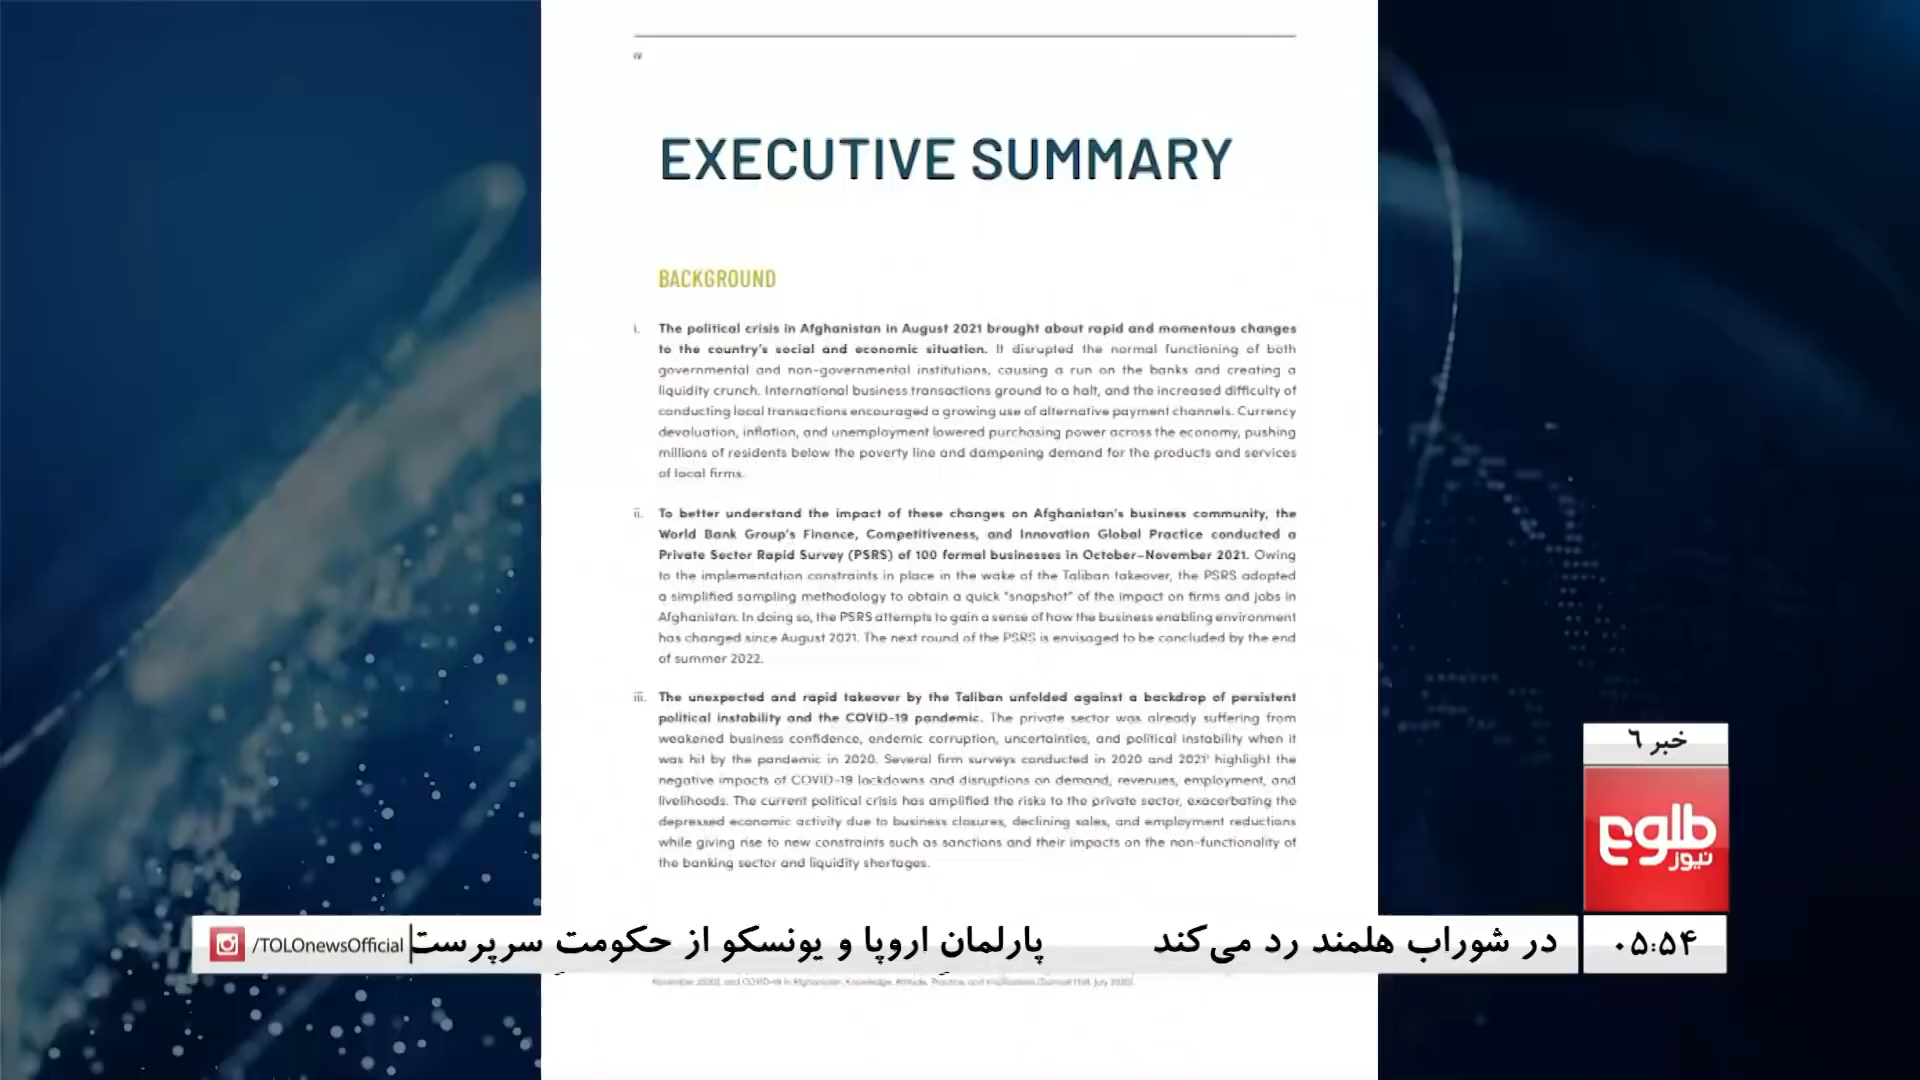 iv
EXECUTIVE SUMMARY
BACKGROUND
i. The political crisis in Afghanistan in August 2021 brought about rapid and momentous changes
to the country's social and economic situation. It disrupted the normal functioning of both
governmental and non-governmental institutions, causing a run on the banks and creating a
liquidity crunch. International business transactions ground to a halt, and the increased difficulty of
conducting local transactions encouraged a growing use of alternative payment channels. Currency
devaluation, inflation, and unemployment lowered purchasing power across the economy, pushing
millions of residents below the poverty line and dampening demand for the products and services
of local firms.
ii. To better understand the impact of these changes on Afghanistan's business community, the
World Bank Group's Finance, Competitiveness, and Innovation Global Practice conducted a
Private Sector Rapid Survey (PSRS) of 100 formal businesses in October–November 2021. Owing
to the implementation constraints in place in the wake of the Taliban takeover, the PSRS adopted
a simplified sampling methodology to obtain a quick "snapshot" of the impact on firms and jobs in
Afghanistan. In doing so, the PSRS attempts to gain a sense of how the business enabling environment
has changed since August 2021. The next round of the PSRS is envisaged to be concluded by the end
of summer 2022.
iii. The unexpected and rapid takeover by the Taliban unfolded against a backdrop of persistent
political instability and the COVID-19 pandemic. The private sector was already suffering from
weakened business confidence, endemic corruption, uncertainties, and political instability when it
was hit by the pandemic in 2020. Several firm surveys conducted in 2020 and 2021¹ highlight the
negative impacts of COVID-19 lockdowns and disruptions on demand, revenues, employment, and
livelihoods. The current political crisis has amplified the risks to the private sector, exacerbating the
depressed economic activity due to business closures, declining sales, and employment reductions
while giving rise to new constraints such as sanctions and their impacts on the non-functionality of
the banking sector and liquidity shortages.
خبر ۶
طلوع
نیوز
در شوراب هلمند رد می‌کند پارلمان اروپا و یونسکو از حکومتِ سرپرست
/TOLOnewsOfficial
۰۵:۵۴
November 2020), and COVID-19 in Afghanistan: Knowledge, Attitude, Practice, and Implications (Samuel Hall, July 2020).